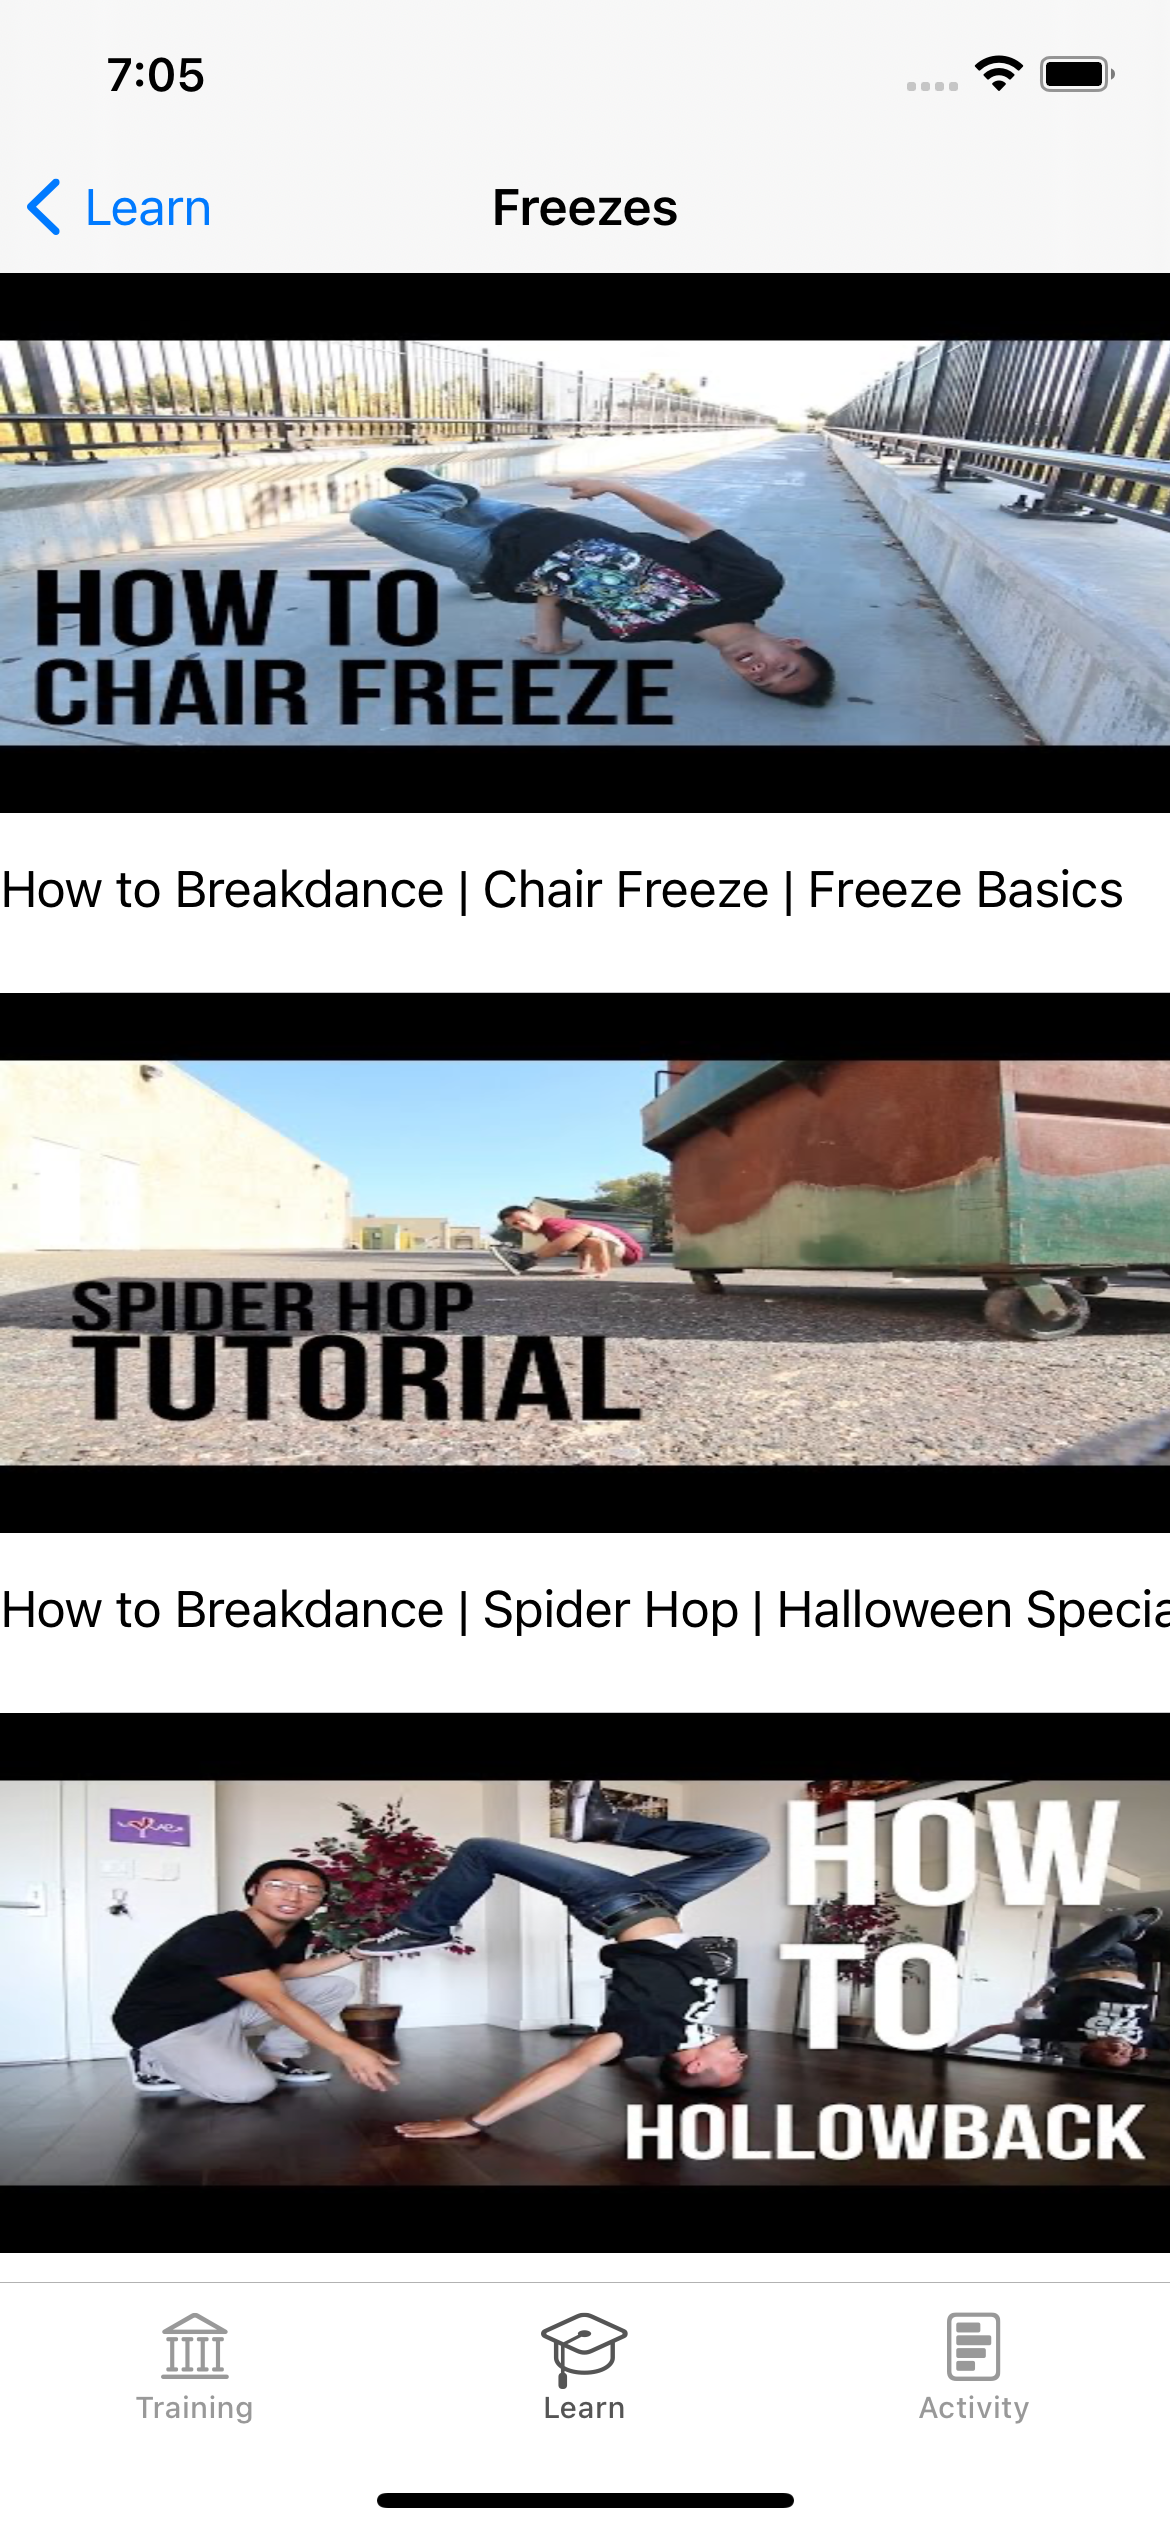 7:05
Learn
Freezes
HOW TO
CHAIR FREEZE
How to Breakdance | Chair Freeze | Freeze Basics
SPIDER HOP
TUTORIAL
How to Breakdance | Spider Hop | Halloween Specia
HOW
TO
HOLLOWBACK
Training
Learn
Activity